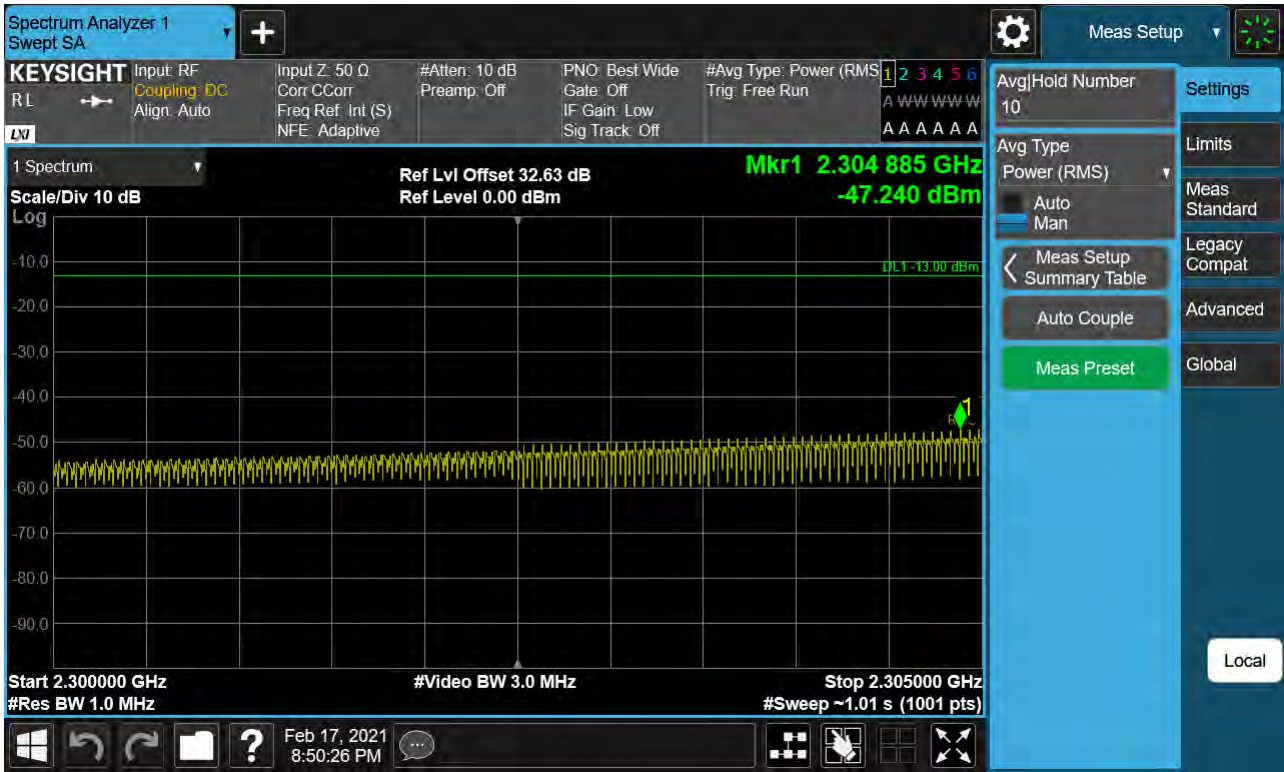 Spectrum Analyzer 1
Swept SA
+
Meas Setup
KEYSIGHT
RL
LXI
Input: RF
Coupling: DC
Align: Auto
Input Z: 50 Ω
Corr CCorr
Freq Ref: Int (S)
NFE: Adaptive
#Atten: 10 dB
Preamp: Off
PNO: Best Wide
Gate: Off
IF Gain: Low
Sig Track: Off
#Avg Type: Power (RMS
Trig: Free Run
1 2 3 4 5 6
A W W W W W
A A A A A A
1 Spectrum
Scale/Div 10 dB
Log
Ref Lvl Offset 32.63 dB
Ref Level 0.00 dBm
Mkr1 2.304 885 GHz
-47.240 dBm
DL1 -13.00 dBm
-10.0
-20.0
-30.0
-40.0
-50.0
-60.0
-70.0
-80.0
-90.0
1
Start 2.300000 GHz
#Res BW 1.0 MHz
#Video BW 3.0 MHz
Stop 2.305000 GHz
#Sweep ~1.01 s (1001 pts)
Avg|Hold Number
10
Avg Type
Power (RMS)
Auto
Man
Meas Setup
Summary Table
Auto Couple
Meas Preset
Settings
Limits
Meas
Standard
Legacy
Compat
Advanced
Global
Local
?
Feb 17, 2021
8:50:26 PM